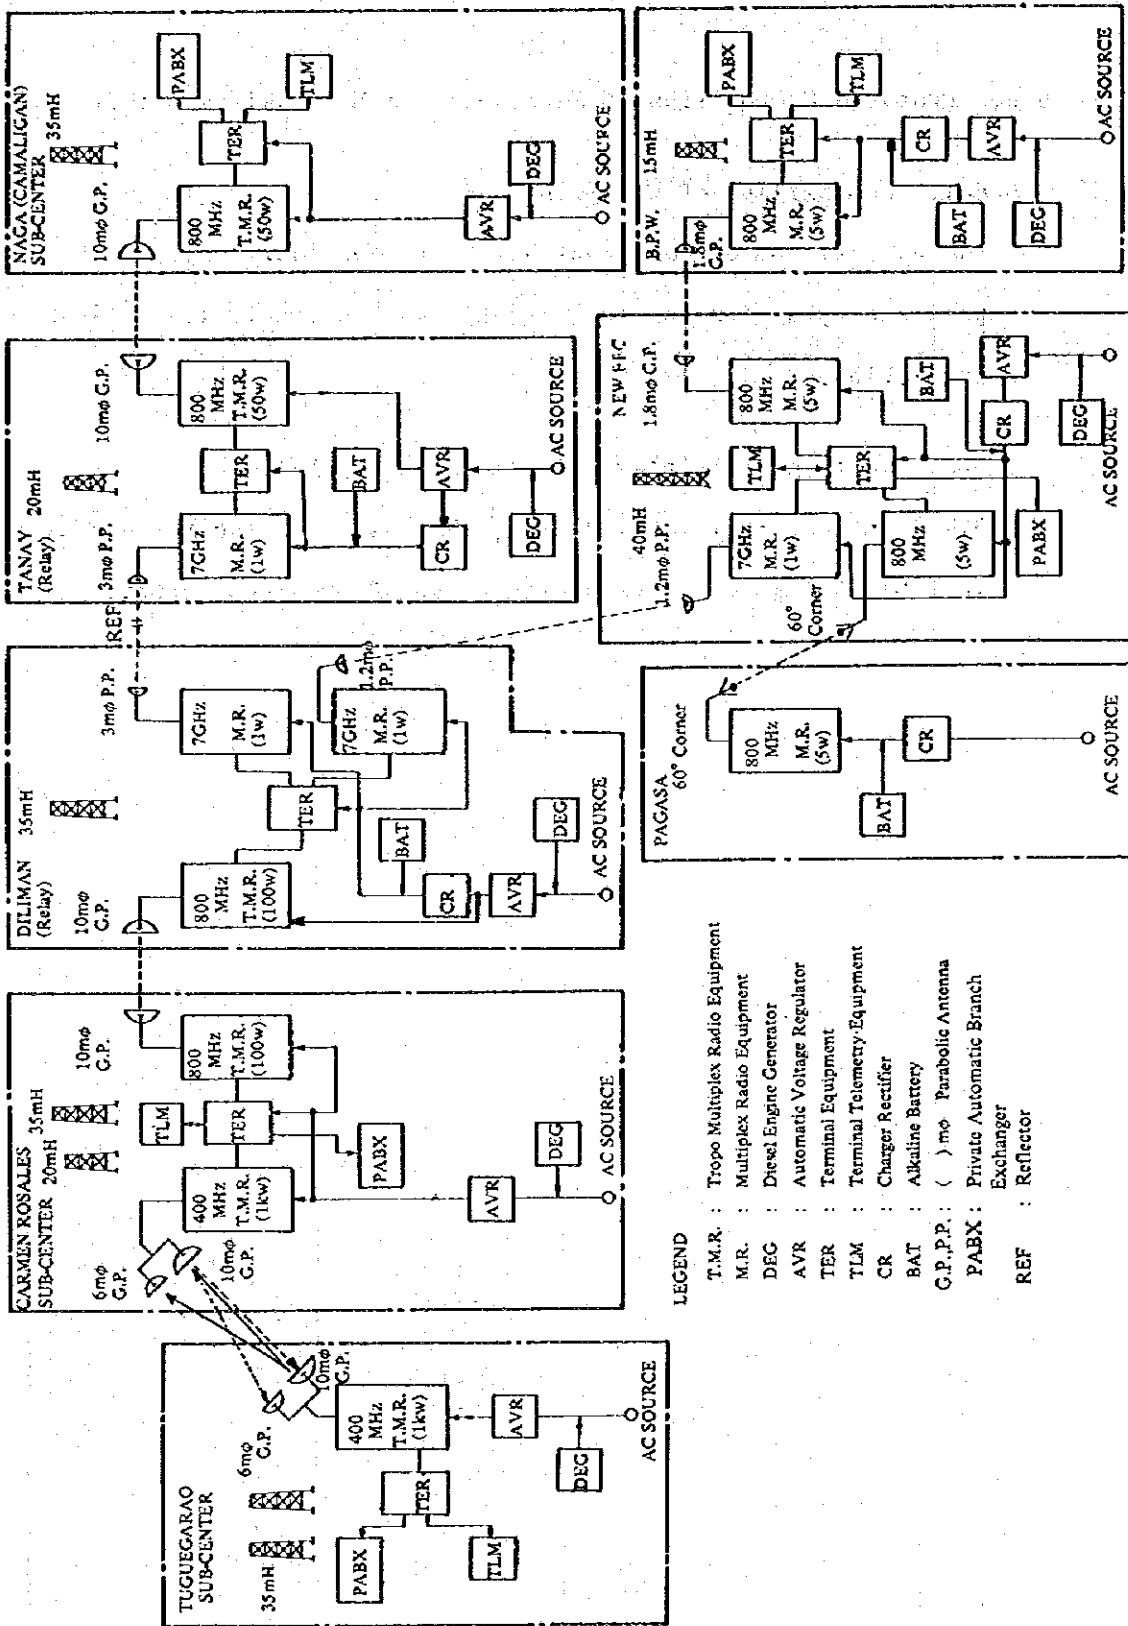 TUGUEGARAO
SUB-CENTER
35mH
6mφ
G.P.
10mφ
G.P.
PABX
TER
TLM
400
MHz
T.M.R.
(1kw)
AVR
DEG
AC SOURCE
CARMEN ROSALES
SUB-CENTER
20mH
35mH
6mφ
G.P.
10mφ
G.P.
10mφ
G.P.
400
MHz
T.M.R.
(1kw)
TLM
TER
PABX
800
MHz
T.M.R.
(100w)
AVR
DEG
AC SOURCE
DILIMAN
(Relay)
10mφ
G.P.
35mH
3mφ P.P.
800
MHz
T.M.R.
(100w)
TER
7GHz
M.R.
(1w)
7GHz
M.R.
(1w)
1.2mφ
P.P.
BAT
CR
AVR
DEG
AC SOURCE
REF
TANAY
(Relay)
3mφ P.P.
20mH
10mφ G.P.
7GHz
M.R.
(1w)
TER
800
MHz
T.M.R.
(50w)
BAT
CR
AVR
DEG
AC SOURCE
NAGA (CAMALIGAN)
SUB-CENTER
10mφ G.P.
35mH
800
MHz
T.M.R.
(50w)
TER
PABX
TLM
AVR
DEG
AC SOURCE
PAGASA
60° Corner
800
MHz
M.R.
(5w)
BAT
CR
AC SOURCE
NEW
1.2mφ P.P.
40mH
1.8mφ G.P.
60°
Corner
7GHz
M.R.
(1w)
TLM
TER
800
MHz
M.R.
(5w)
800
MHz
(5w)
PABX
BAT
CR
AVR
DEG
AC SOURCE
B.P.W.
1.8mφ
G.P.
15mH
800
MHz
M.R.
(5w)
TER
PABX
TLM
BAT
CR
AVR
DEG
AC SOURCE
LEGEND
T.M.R. : Tropo Multiplex Radio Equipment
M.R. : Multiplex Radio Equipment
DEG : Diesel Engine Generator
AVR : Automatic Voltage Regulator
TER : Terminal Equipment
TLM : Terminal Telemetry Equipment
CR : Charger Rectifier
BAT : Alkaline Battery
G.P.,P.P. : ( ) mφ Parabolic Antenna
PABX : Private Automatic Branch
Exchanger
REF : Reflector